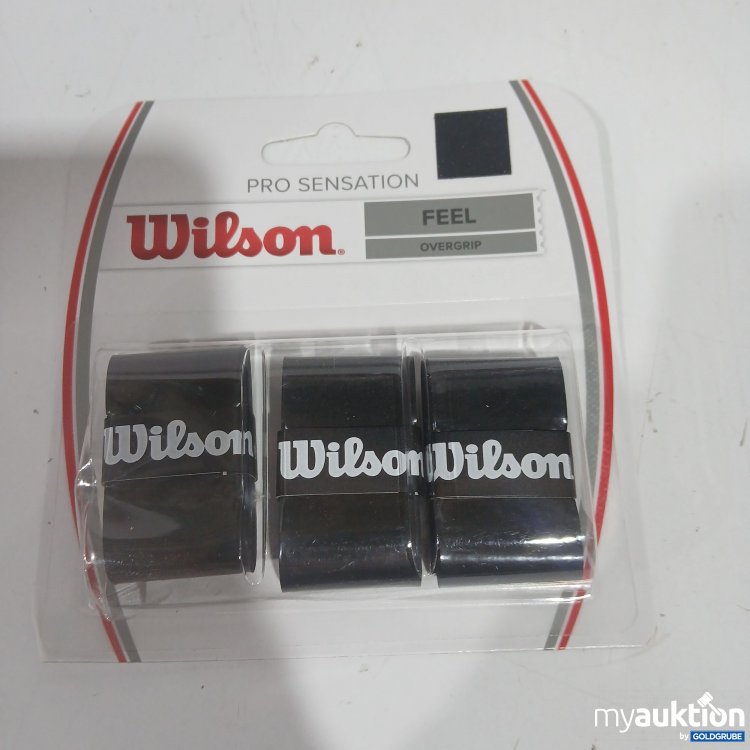 PRO SENSATION
Wilson.
FEEL
OVERGRIP
Wilson
Wilson
Wilson
myauktion
by GOLDGRUBE